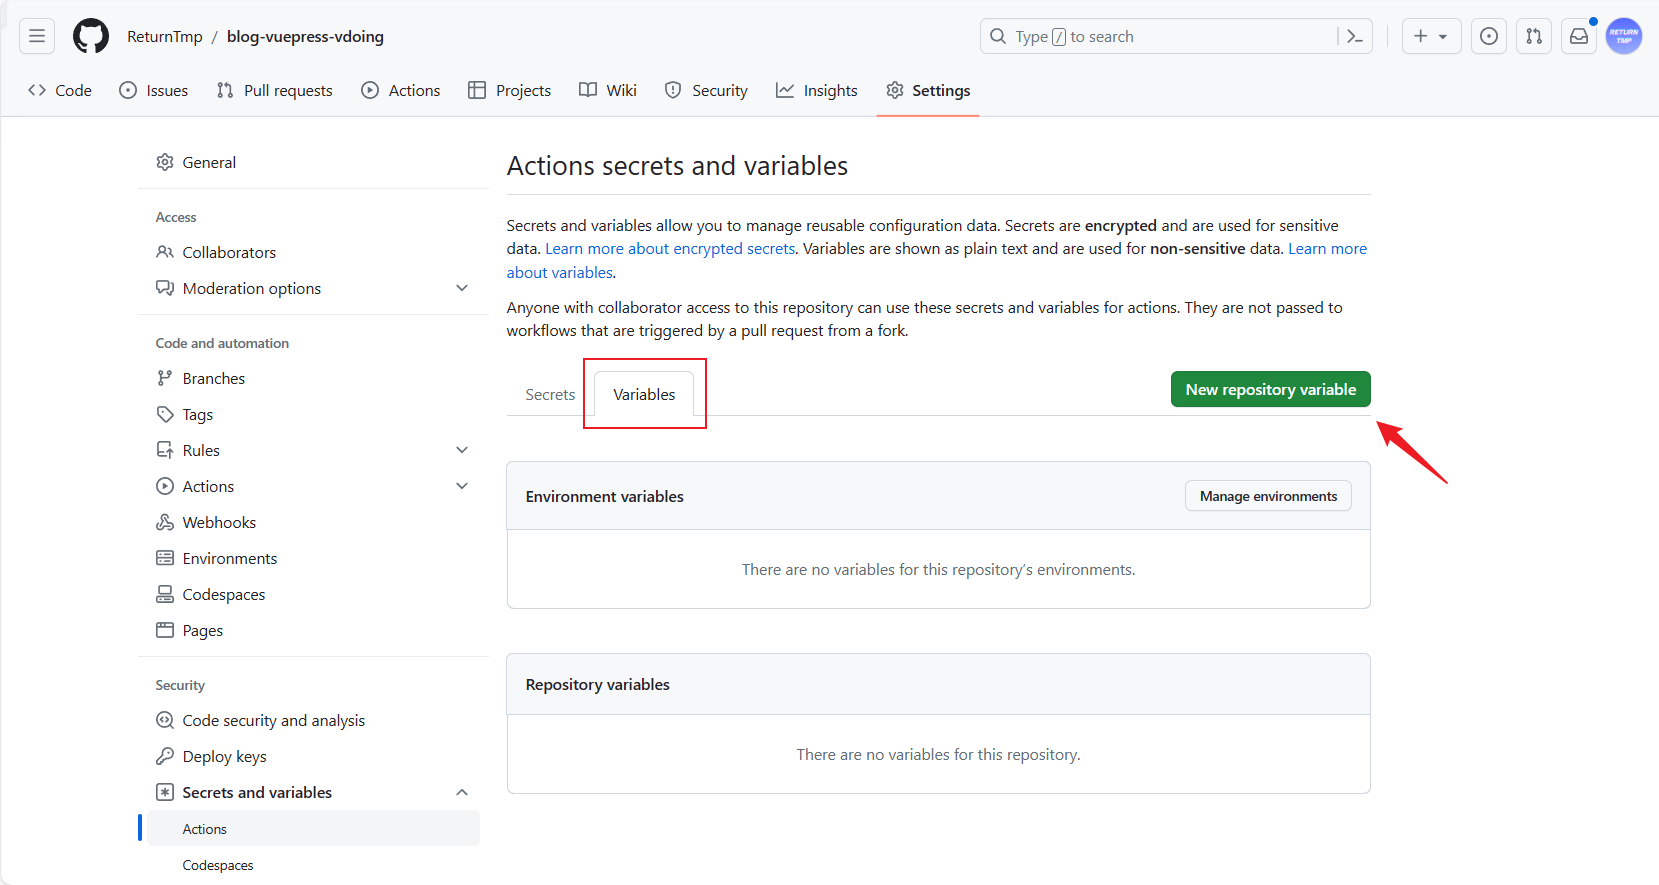 ReturnTmp / blog-vuepress-vdoing
Type / to search
RETURN
TMP
Code Issues Pull requests Actions Projects Wiki Security Insights Settings
General
Access
Collaborators
Moderation options
Code and automation
Branches
Tags
Rules
Actions
Webhooks
Environments
Codespaces
Pages
Security
Code security and analysis
Deploy keys
Secrets and variables
Actions
Codespaces
Actions secrets and variables
Secrets and variables allow you to manage reusable configuration data. Secrets are encrypted and are used for sensitive
data. Learn more about encrypted secrets. Variables are shown as plain text and are used for non-sensitive data. Learn more
about variables.
Anyone with collaborator access to this repository can use these secrets and variables for actions. They are not passed to
workflows that are triggered by a pull request from a fork.
Secrets Variables New repository variable
Environment variables Manage environments
There are no variables for this repository’s environments.
Repository variables
There are no variables for this repository.